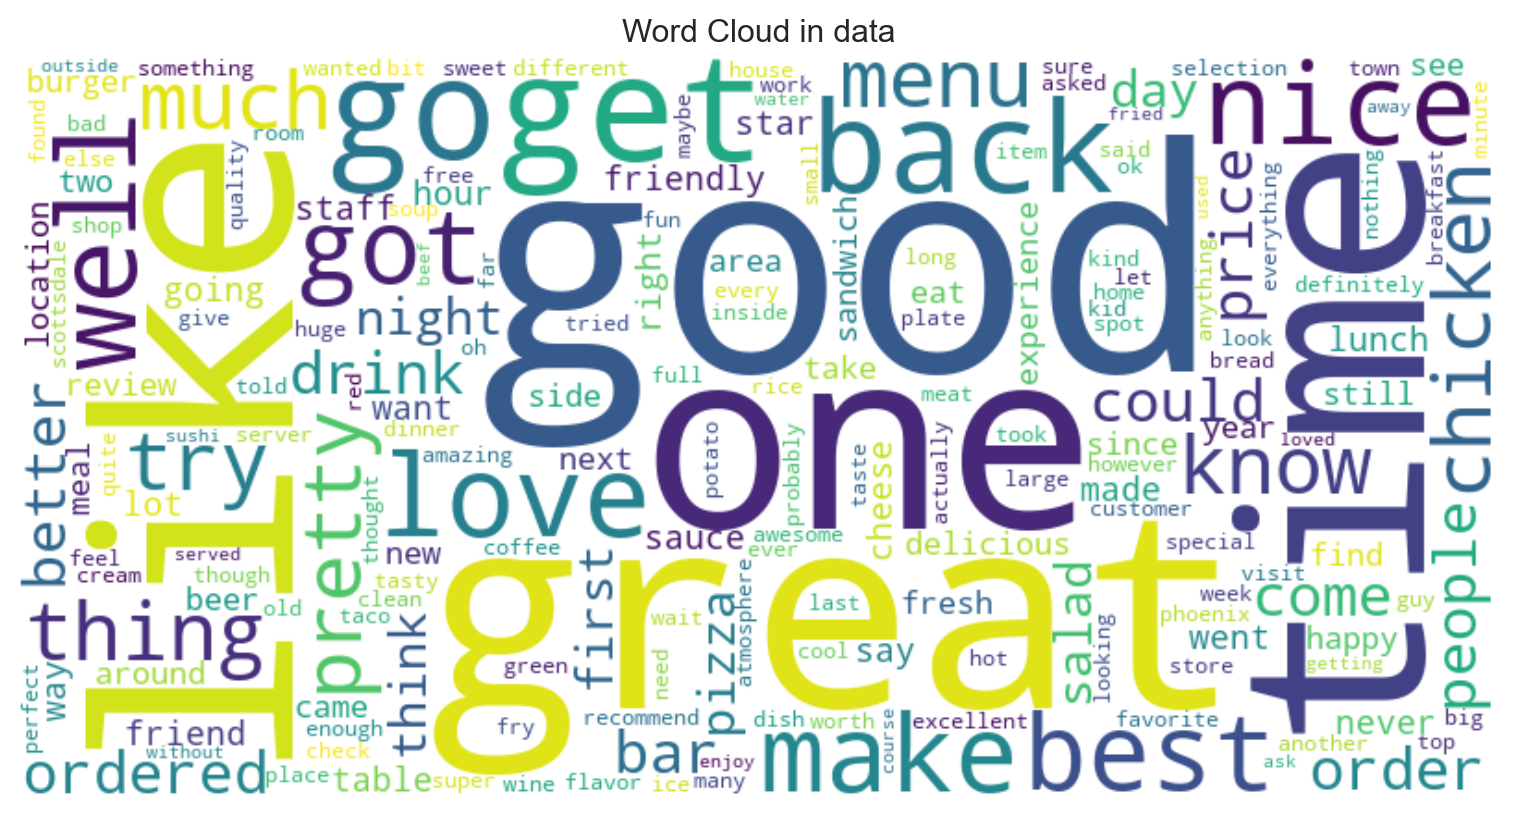 Word Cloud in data
outside
something
wanted
bit
sweet
different
house
menu
sure
selection
town
see
burger
much
go
get
work
asked
day
nice
away
found
bad
room
water
star
back
fried
minute
well
else
two
like
quality
free
hour
maybe
friendly
small
item
said
ok
price
time
nothing
breakfast
chicken
shop
staff
soup
good
fun
sandwich
used
everything
location
scottsdale
got
beef
far
right
area
long
experience
kind
let
anything
going
every
eat
home
definitely
give
huge
night
tried
inside
plate
kid
spot
look
lunch
oh
bread
review
told
drink
red
side
full
rice
take
meat
could
still
better
want
one
year
meal
quite
try
sushi
server
pretty
dinner
amazing
next
potato
probably
taste
cheese
actually
took
large
since
however
know
loved
lot
thought
love
made
customer
feel
served
new
coffee
sauce
awesome
ever
delicious
special
find
people
cream
though
tasty
first
great
salad
visit
thing
beer
old
taco
clean
think
wait
pizza
atmosphere
last
fresh
looking
phoenix
week
come
guy
around
green
need
cool
say
hot
went
store
happy
getting
perfect
way
friend
came
enough
fry
recommend
dish
worth
course
excellent
favorite
never
big
without
check
bar
enjoy
make
best
another
top
ordered
place
table
super
wine
flavor
ice
many
ask
order